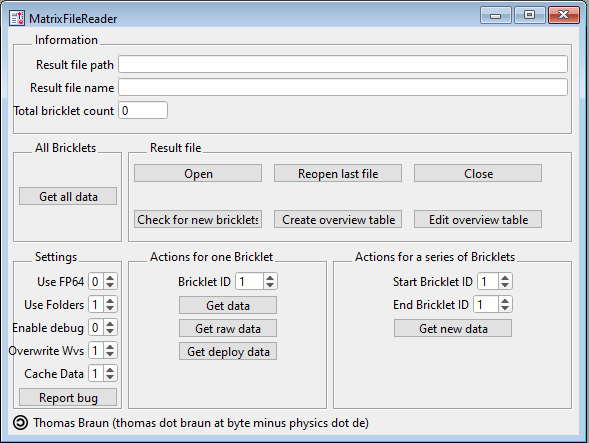 MatrixFileReader
Information
Result file path
Result file name
Total bricklet count 0
All Bricklets
Get all data
Result file
Open Reopen last file Close
Check for new bricklets Create overview table Edit overview table
Settings
Use FP64 0
Use Folders 1
Enable debug 0
Overwrite Wvs 1
Cache Data 1
Report bug
Actions for one Bricklet
Bricklet ID 1
Get data
Get raw data
Get deploy data
Actions for a series of Bricklets
Start Bricklet ID 1
End Bricklet ID 1
Get new data
Thomas Braun (thomas dot braun at byte minus physics dot de)